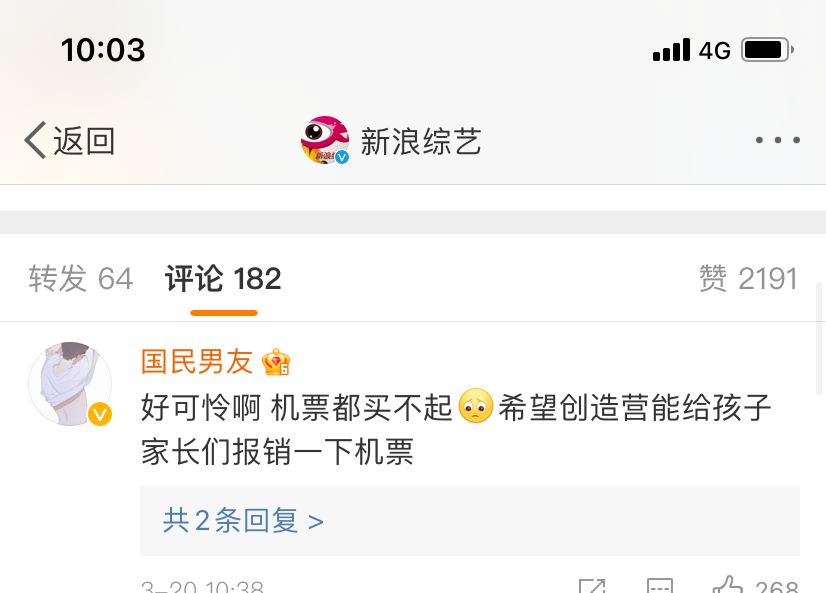 10:03
4G
返回
新浪综艺
转发 64
评论 182
赞 2191
国民男友
好可怜啊 机票都买不起🥺希望创造营能给孩子
家长们报销一下机票
共2条回复 >
3-20 10:38
268